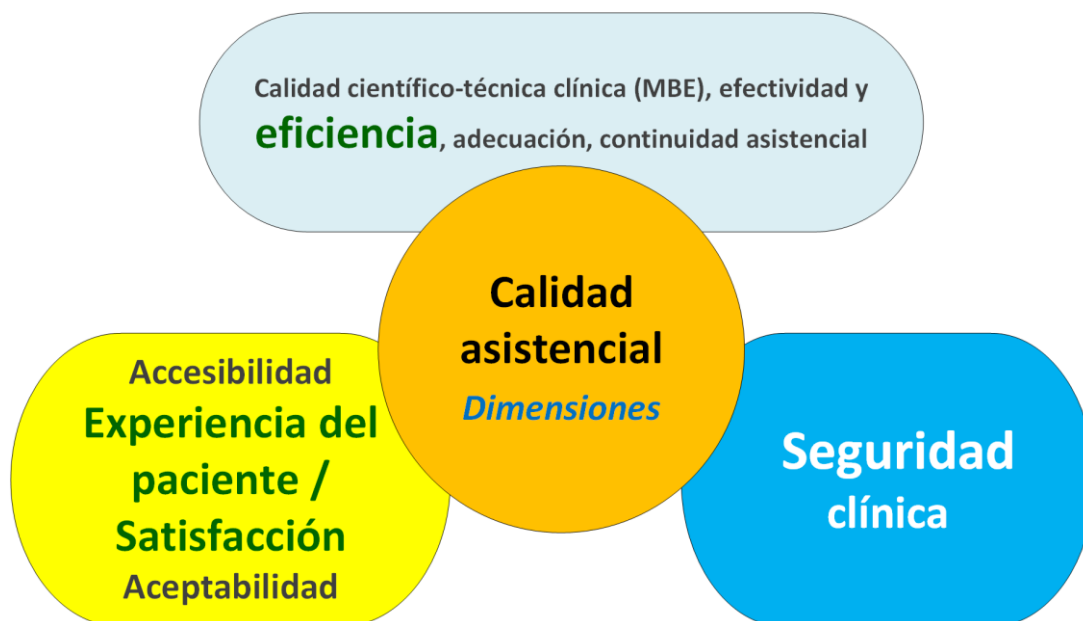 Calidad científico-técnica clínica (MBE), efectividad y
eficiencia, adecuación, continuidad asistencial
Calidad
asistencial
Dimensiones
Accesibilidad
Experiencia del
paciente /
Satisfacción
Aceptabilidad
Seguridad
clínica